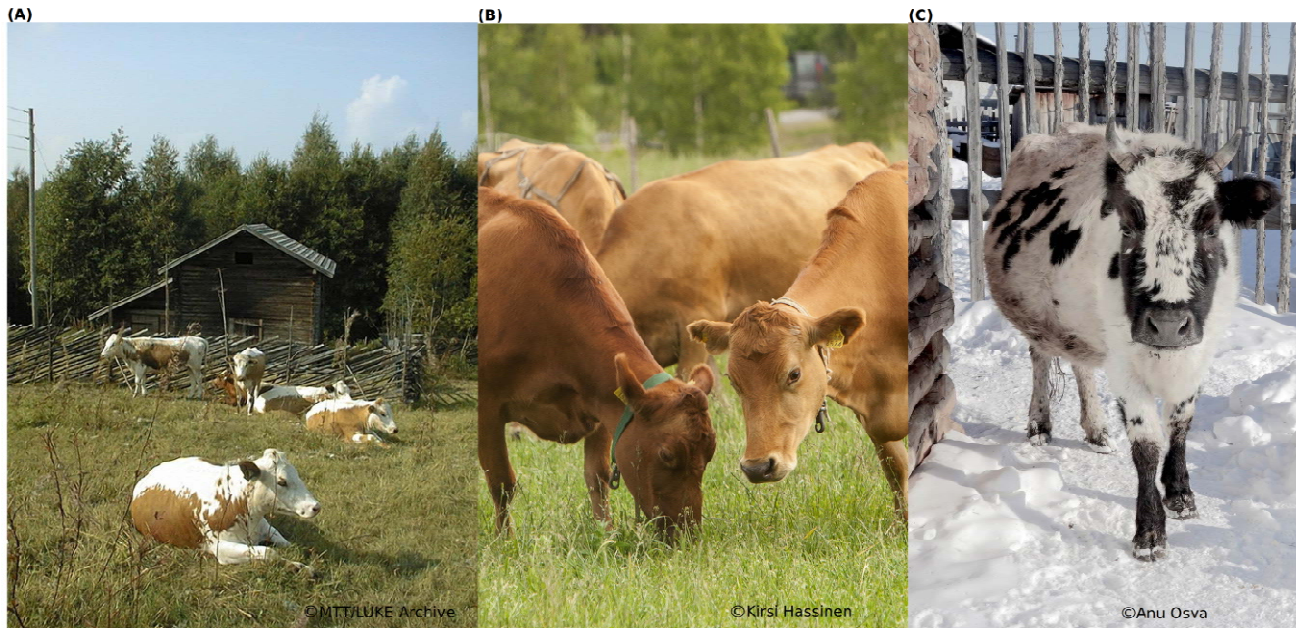 (A)
(B)
(C)
©MTT/LUKE Archive
©Kirsi Hassinen
©Anu Osva